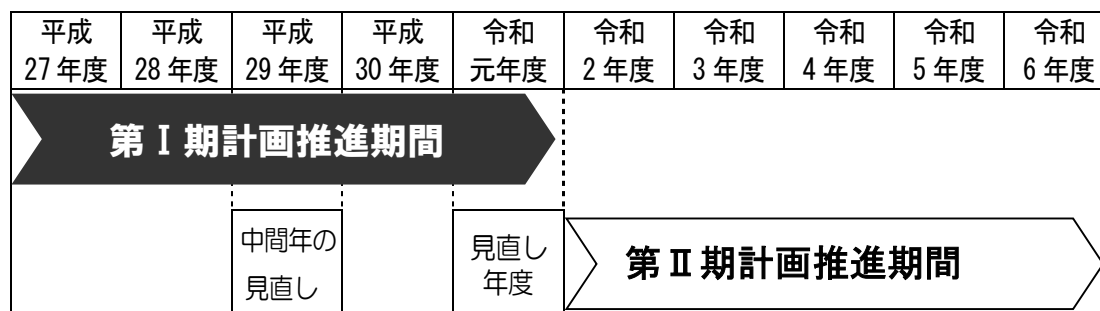 平成 平成 平成 平成 令和 令和 令和 令和 令和 令和
27年度 28年度 29年度 30年度 元年度 2年度 3年度 4年度 5年度 6年度
第Ⅰ期計画推進期間
中間年の
見直し
見直し
年度
第Ⅱ期計画推進期間